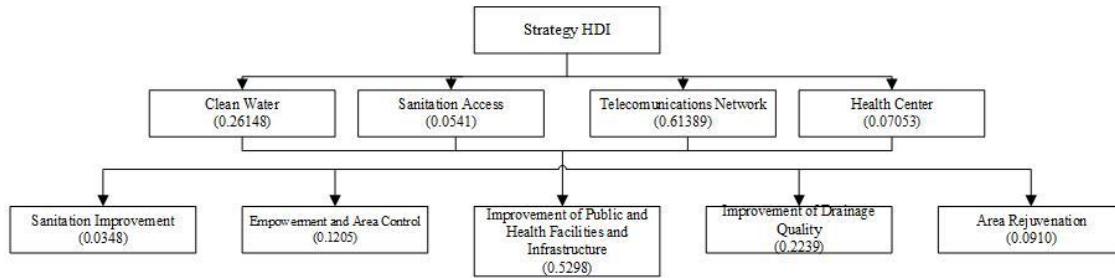 Strategy HDI
Clean Water
(0.26148)
Sanitation Access
(0.0541)
Telecomunications Network
(0.61389)
Health Center
(0.07053)
Sanitation Improvement
(0.0348)
Empowerment and Area Control
(0.1205)
Improvement of Public and
Health Facilities and
Infrastructure
(0.5298)
Improvement of Drainage
Quality
(0.2239)
Area Rejuvenation
(0.0910)